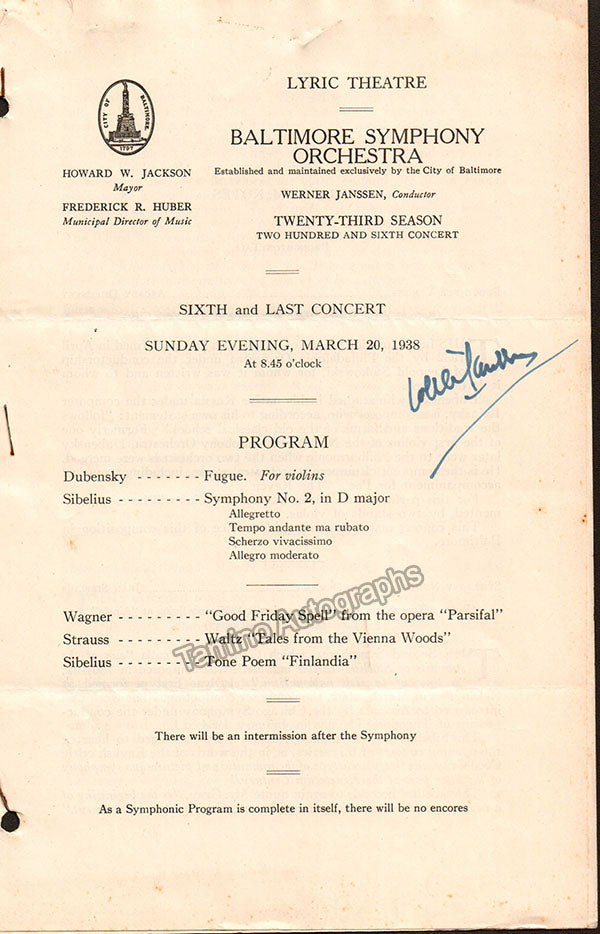 CITY OF BALTIMORE
1797
HOWARD W. JACKSON
Mayor
FREDERICK R. HUBER
Municipal Director of Music
LYRIC THEATRE
BALTIMORE SYMPHONY
ORCHESTRA
Established and maintained exclusively by the City of Baltimore
WERNER JANSSEN, Conductor
TWENTY-THIRD SEASON
TWO HUNDRED AND SIXTH CONCERT
SIXTH and LAST CONCERT
SUNDAY EVENING, MARCH 20, 1938
At 8.45 o'clock
PROGRAM
Dubensky - - - - - - - Fugue. For violins
Sibelius - - - - - - - - - Symphony No. 2, in D major
Allegretto
Tempo andante ma rubato
Scherzo vivacissimo
Allegro moderato
Wagner - - - - - - - - - "Good Friday Spell" from the opera "Parsifal"
Strauss - - - - - - - - - Waltz "Tales from the Vienna Woods"
Sibelius - - - - - - - - - Tone Poem "Finlandia"
Tamino Autographs
There will be an intermission after the Symphony
As a Symphonic Program is complete in itself, there will be no encores